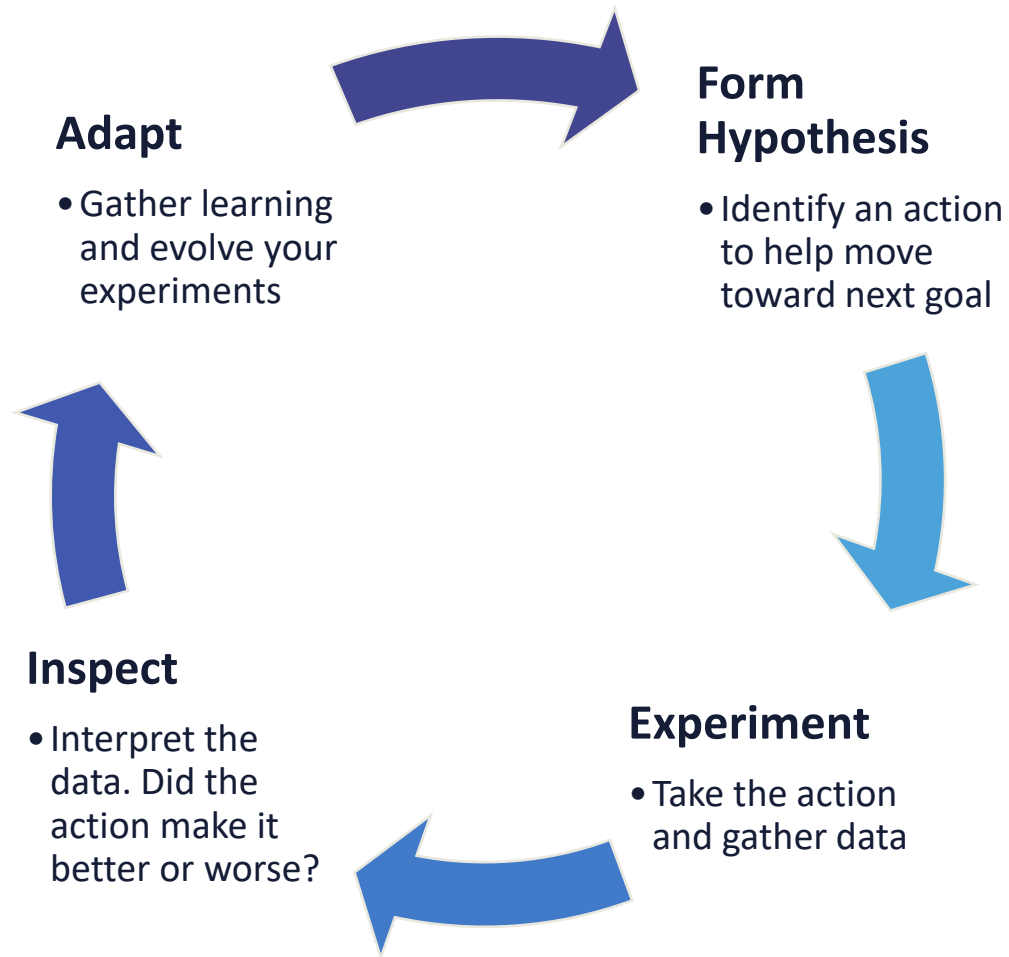 Adapt
• Gather learning
and evolve your
experiments
Form
Hypothesis
• Identify an action
to help move
toward next goal
Experiment
• Take the action
and gather data
Inspect
• Interpret the
data. Did the
action make it
better or worse?